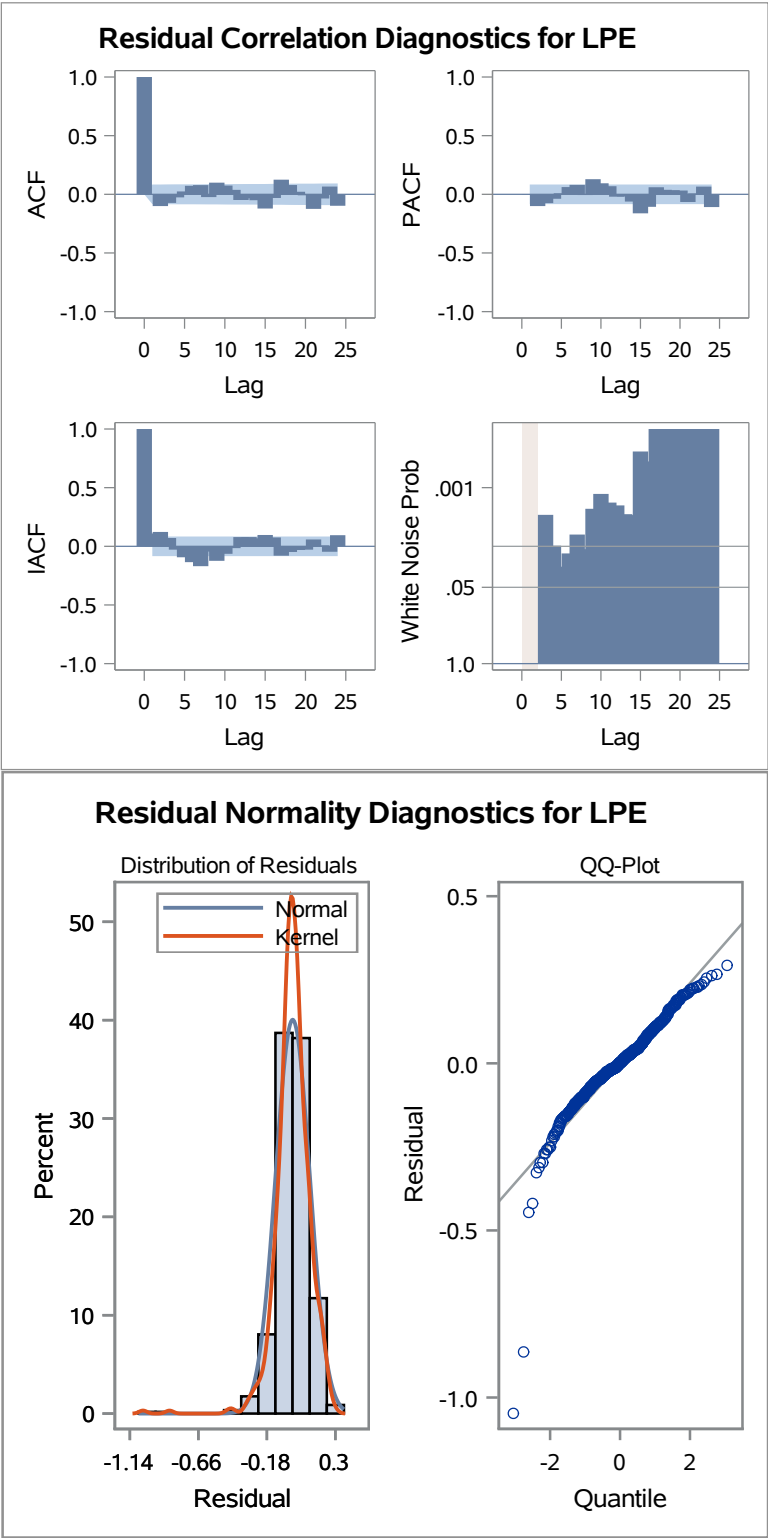 Residual Correlation Diagnostics for LPE
1.0
0.5
0.0
-0.5
-1.0
ACF
0 5 10 15 20 25
Lag
1.0
0.5
0.0
-0.5
-1.0
PACF
0 5 10 15 20 25
Lag
1.0
0.5
0.0
-0.5
-1.0
IACF
0 5 10 15 20 25
Lag
.001
.05
1.0
White Noise Prob
0 5 10 15 20 25
Lag
Residual Normality Diagnostics for LPE
Distribution of Residuals
Normal
Kernel
50
40
30
20
10
0
Percent
-1.14 -0.66 -0.18 0.3
Residual
QQ-Plot
0.5
0.0
-0.5
-1.0
Residual
-2 0 2
Quantile